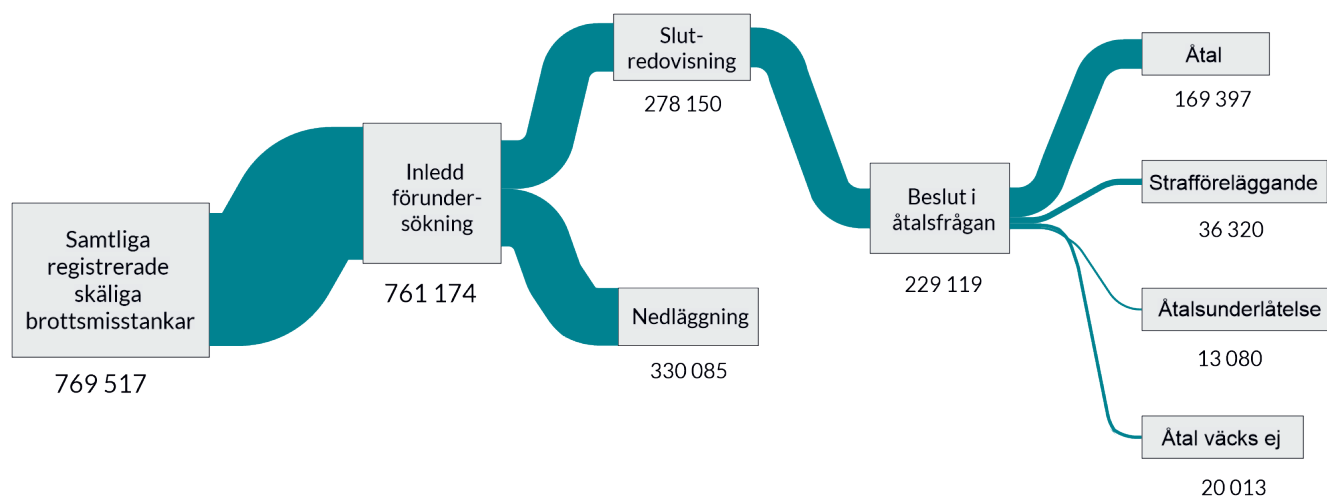 Samtliga
registrerade
skäliga
brottsmisstankar
769 517
Inledd
förunder-
sökning
761 174
Slut-
redovisning
278 150
Nedläggning
330 085
Beslut i
åtalsfrågan
229 119
Åtal
169 397
Strafföreläggande
36 320
Åtalsunderlåtelse
13 080
Åtal väcks ej
20 013